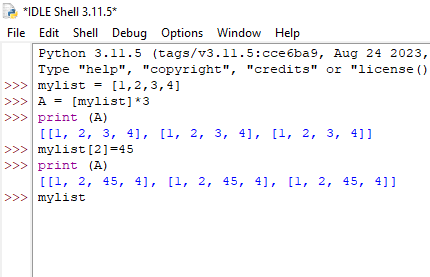 *IDLE Shell 3.11.5*
File Edit Shell Debug Options Window Help
Python 3.11.5 (tags/v3.11.5:cce6ba9, Aug 24 2023,
Type "help", "copyright", "credits" or "license()
>>> mylist = [1,2,3,4]
>>> A = [mylist]*3
>>> print (A)
[[1, 2, 3, 4], [1, 2, 3, 4], [1, 2, 3, 4]]
>>> mylist[2]=45
>>> print (A)
[[1, 2, 45, 4], [1, 2, 45, 4], [1, 2, 45, 4]]
>>> mylist